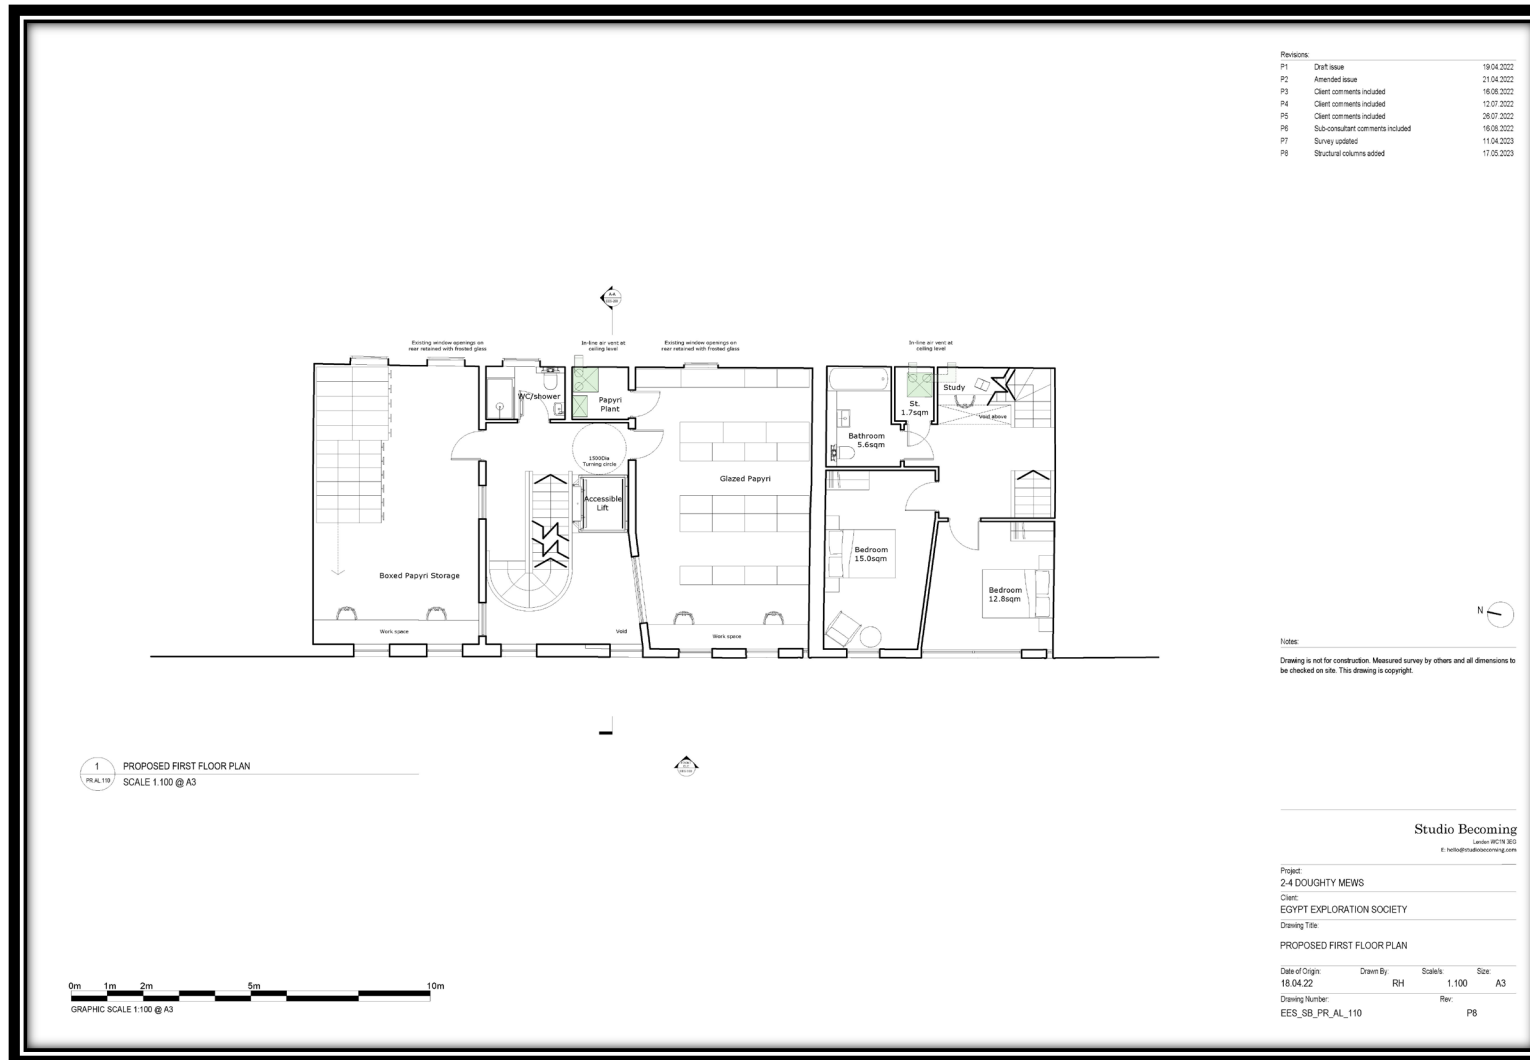 Revisions:
P1 Draft issue 19.04.2022
P2 Amended issue 21.04.2022
P3 Client comments included 16.06.2022
P4 Client comments included 12.07.2022
P5 Client comments included 26.07.2022
P6 Sub-consultant comments included 16.08.2022
P7 Survey updated 11.04.2023
P8 Structural columns added 17.05.2023
A-A
Existing window openings on
rear retained with frosted glass
In-line air vent at
ceiling level
Existing window openings on
rear retained with frosted glass
In-line air vent at
ceiling level
WC/shower
Papyri
Plant
St.
1.7sqm
Study
Void above
Bathroom
5.6sqm
1500Dia
Turning circle
Glazed Papyri
Accessible
Lift
Boxed Papyri Storage
Bedroom
15.0sqm
Bedroom
12.8sqm
Work space
Void
Work space
N
Notes:
Drawing is not for construction. Measured survey by others and all dimensions to
be checked on site. This drawing is copyright.
1
PR.AL.110
PROPOSED FIRST FLOOR PLAN
SCALE 1.100 @ A3
Studio Becoming
London WC1N 3EG
E: hello@studiobecoming.com
Project:
2-4 DOUGHTY MEWS
Client:
EGYPT EXPLORATION SOCIETY
Drawing Title:
PROPOSED FIRST FLOOR PLAN
Date of Origin: Drawn By: Scale/s: Size:
18.04.22 RH 1.100 A3
Drawing Number: Rev:
EES_SB_PR_AL_110 P8
0m 1m 2m 5m 10m
GRAPHIC SCALE 1:100 @ A3